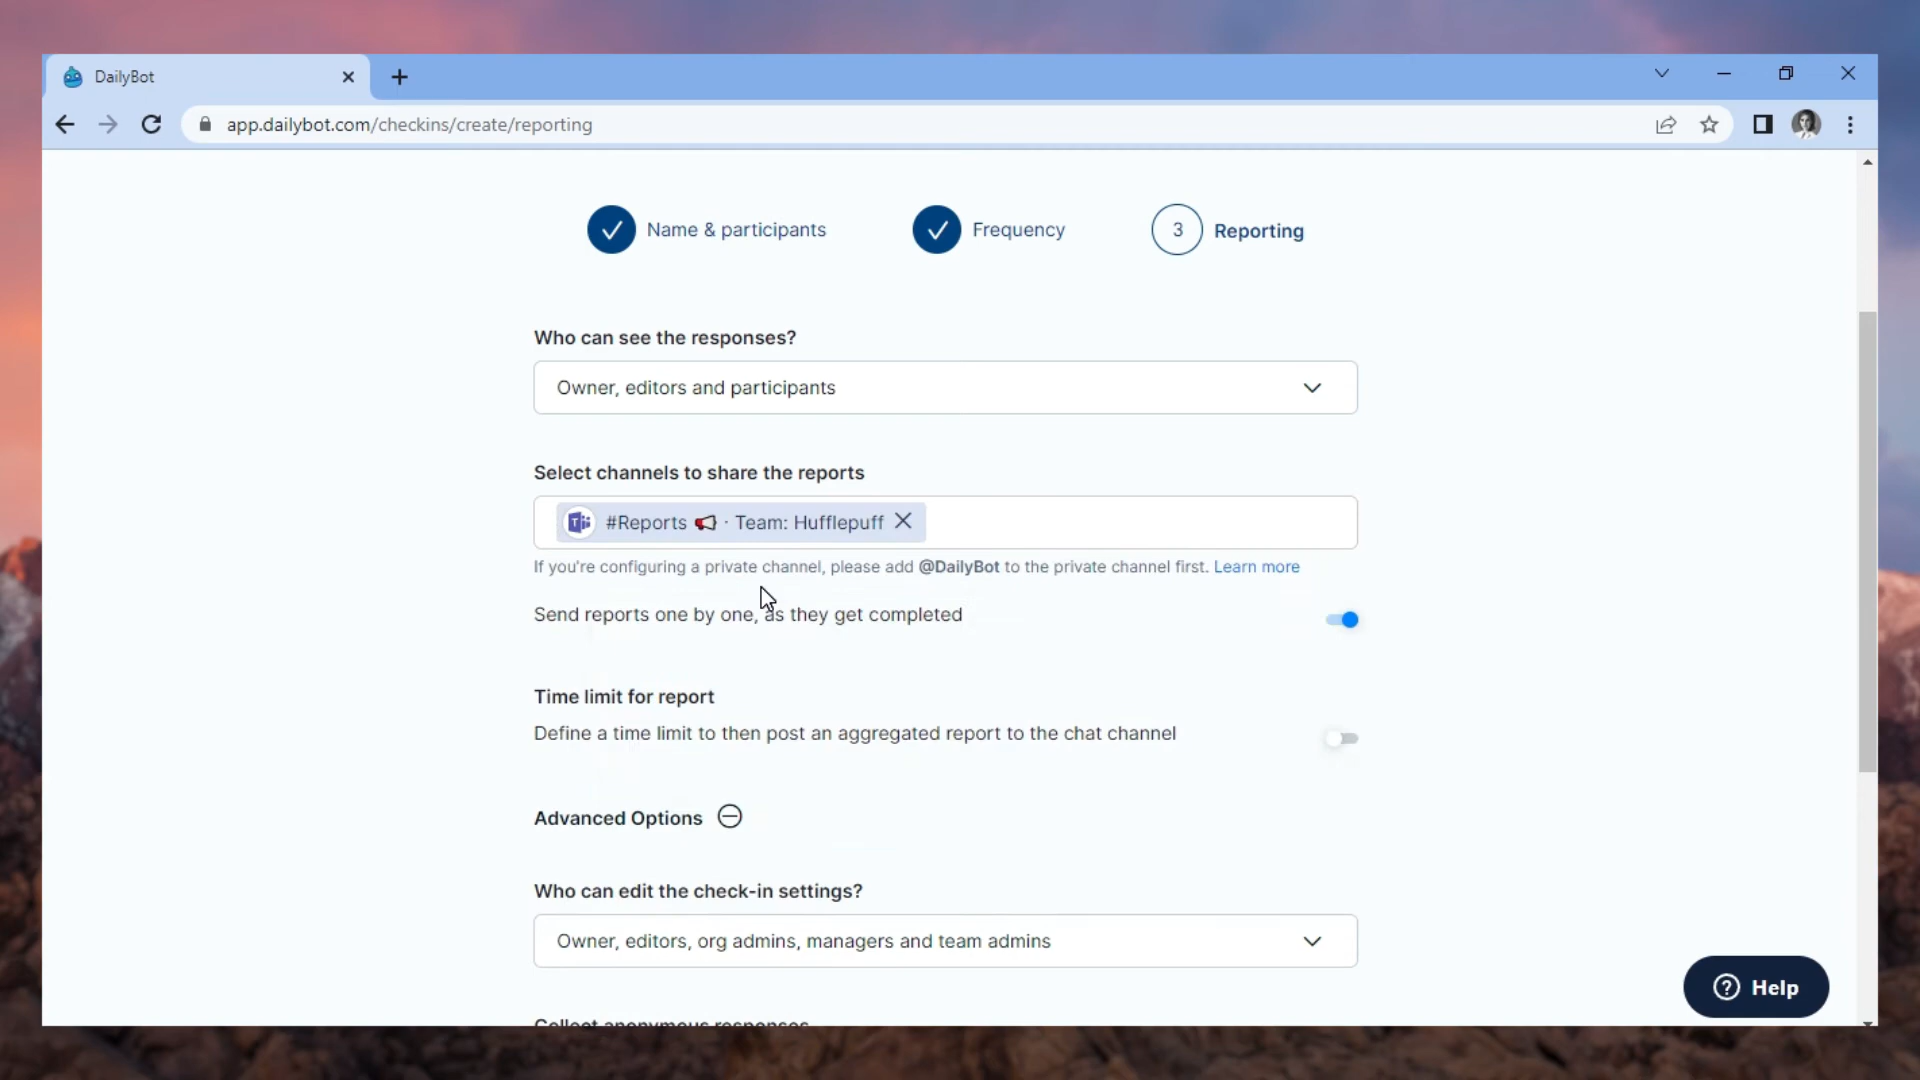 DailyBot
app.dailybot.com/checkins/create/reporting
Name & participants
Frequency
3
Reporting
Who can see the responses?
Owner, editors and participants
Select channels to share the reports
#Reports 📢 · Team: Hufflepuff
If you're configuring a private channel, please add @DailyBot to the private channel first. Learn more
Send reports one by one, as they get completed
Time limit for report
Define a time limit to then post an aggregated report to the chat channel
Advanced Options
Who can edit the check-in settings?
Owner, editors, org admins, managers and team admins
Help
Collect anonymous responses